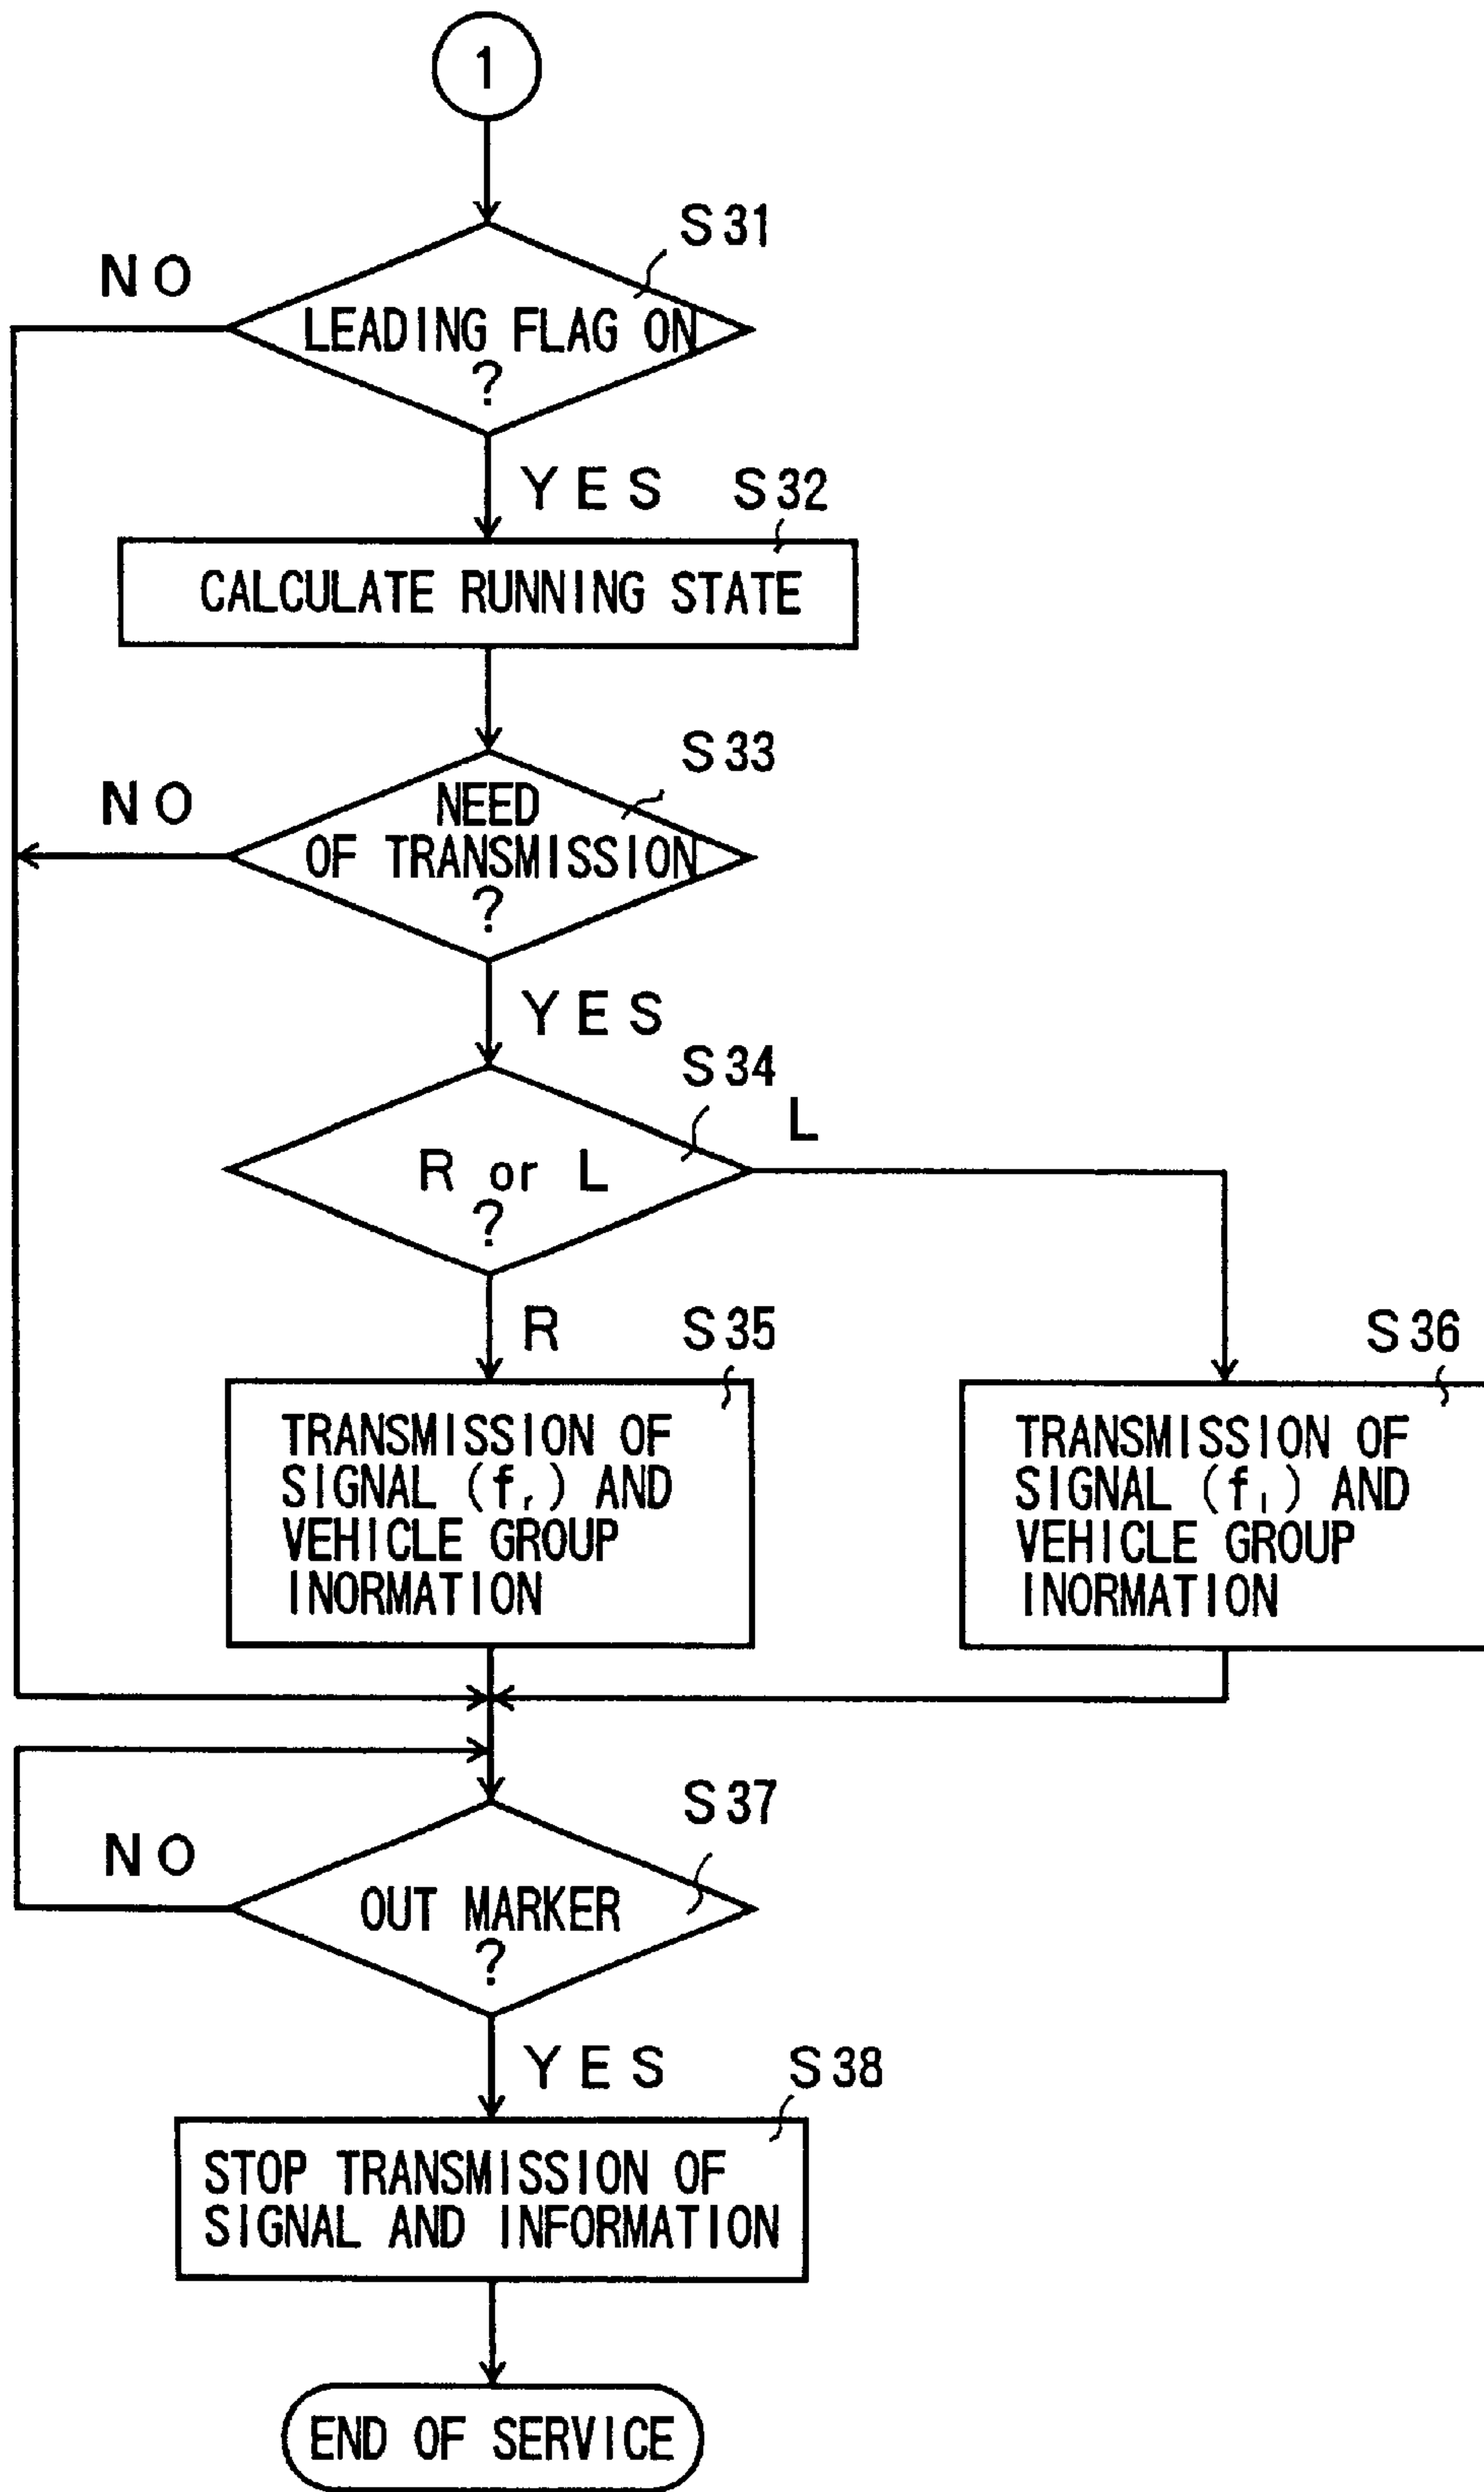 1
S31
NO
LEADING FLAG ON
?
YES
S32
CALCULATE RUNNING STATE
S33
NO
NEED
OF TRANSMISSION
?
YES
S34
L
R or L
?
R
S35
S36
TRANSMISSION OF
SIGNAL (fr) AND
VEHICLE GROUP
INORMATION
TRANSMISSION OF
SIGNAL (fl) AND
VEHICLE GROUP
INORMATION
S37
NO
OUT MARKER
?
YES
S38
STOP TRANSMISSION OF
SIGNAL AND INFORMATION
END OF SERVICE